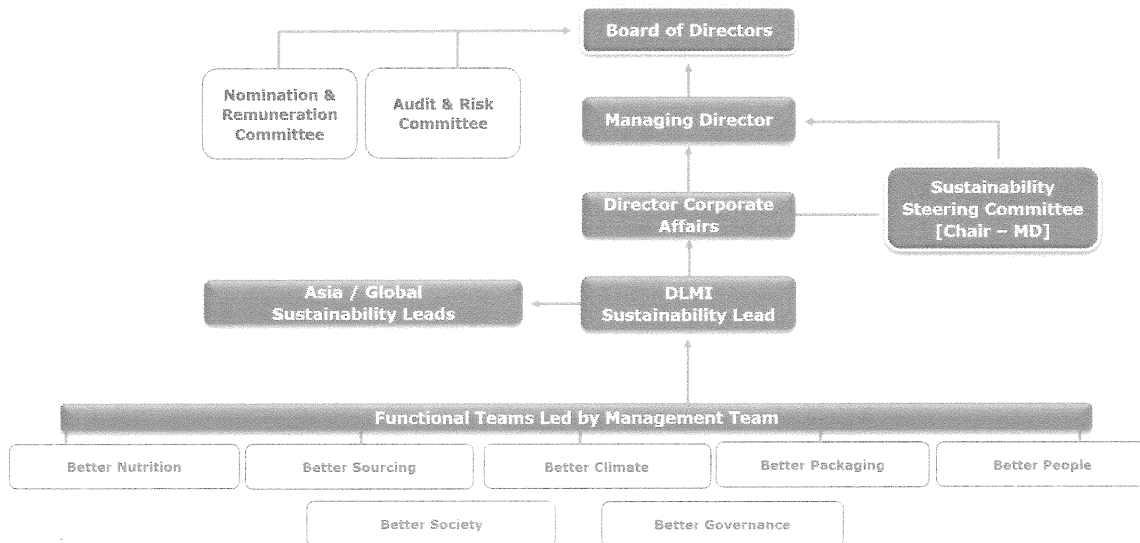 Board of Directors
Nomination &
Remuneration
Committee
Audit & Risk
Committee
Managing Director
Director Corporate
Affairs
Sustainability
Steering Committee
[Chair – MD]
Asia / Global
Sustainability Leads
DLMI
Sustainability Lead
Functional Teams Led by Management Team
Better Nutrition
Better Sourcing
Better Climate
Better Packaging
Better People
Better Society
Better Governance